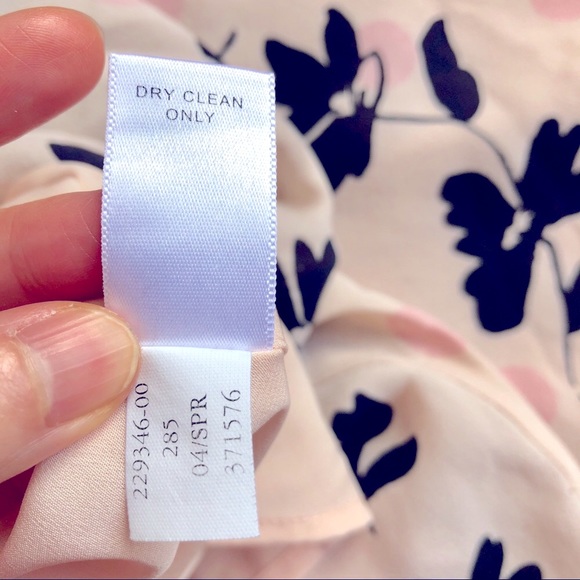 DRY CLEAN
ONLY
229346-00
285
04/SPR
371576